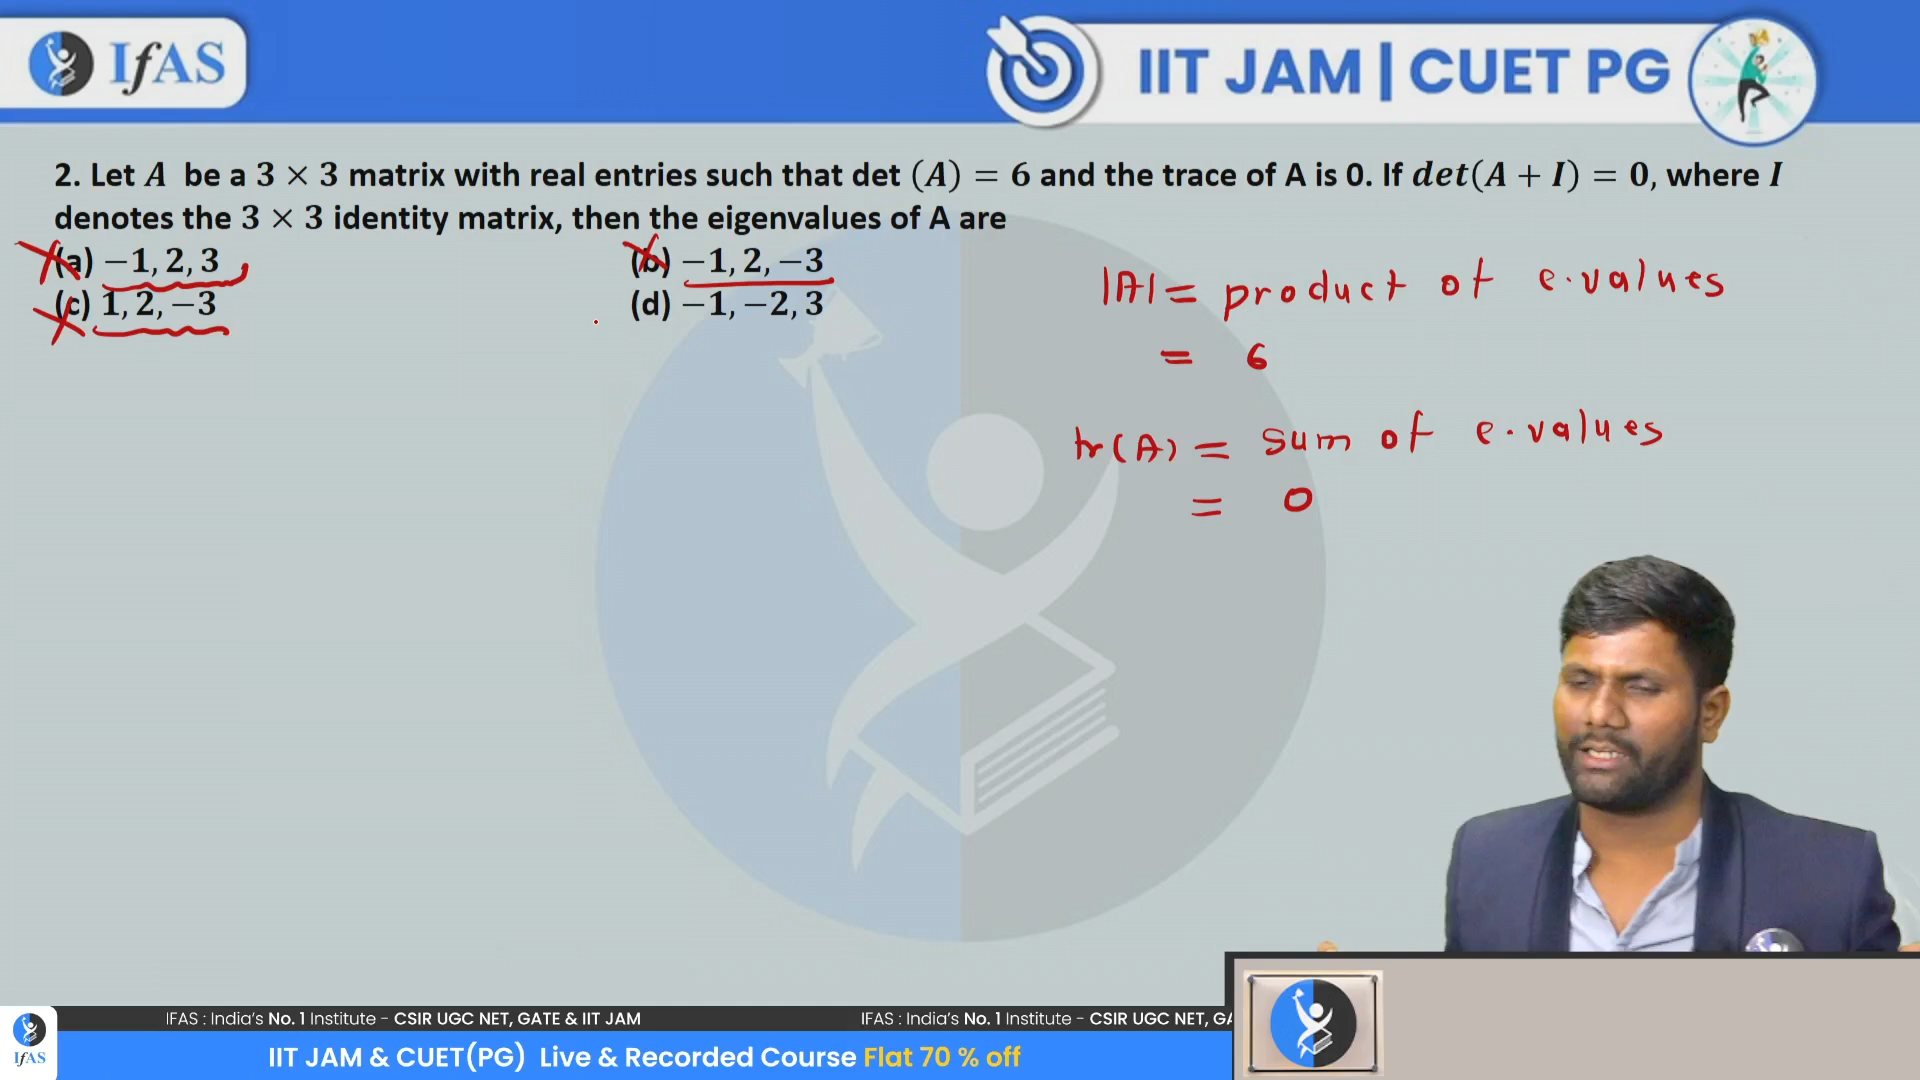 IfAS
IIT JAM | CUET PG
2. Let A be a 3 × 3 matrix with real entries such that det (A) = 6 and the trace of A is 0. If det(A + I) = 0, where I
denotes the 3 × 3 identity matrix, then the eigenvalues of A are
(a) −1, 2, 3
(b) −1, 2, −3
(c) 1, 2, −3
(d) −1, −2, 3
|A| = product of e.values
= 6
tr(A) = sum of e.values
= 0
IFAS : India's No. 1 Institute – CSIR UGC NET, GATE & IIT JAM
IFAS : India's No. 1 Institute – CSIR UGC NET, GA
IfAS
IIT JAM & CUET(PG) Live & Recorded Course Flat 70 % off